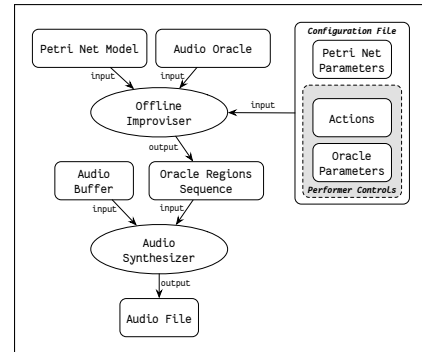 Configuration File
Petri Net Model
Audio Oracle
Petri Net
Parameters
input
input
Offline
Improviser
input
Actions
output
Audio
Buffer
Oracle Regions
Sequence
Oracle
Parameters
Performer Controls
input
input
Audio
Synthesizer
output
Audio File